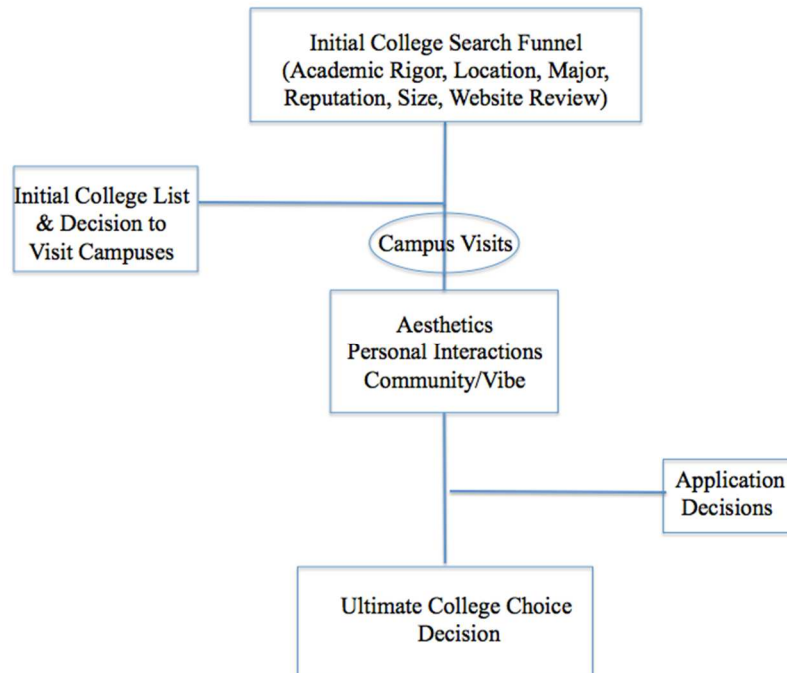 Initial College Search Funnel
(Academic Rigor, Location, Major,
Reputation, Size, Website Review)
Initial College List
& Decision to
Visit Campuses
Campus Visits
Aesthetics
Personal Interactions
Community/Vibe
Application
Decisions
Ultimate College Choice
Decision